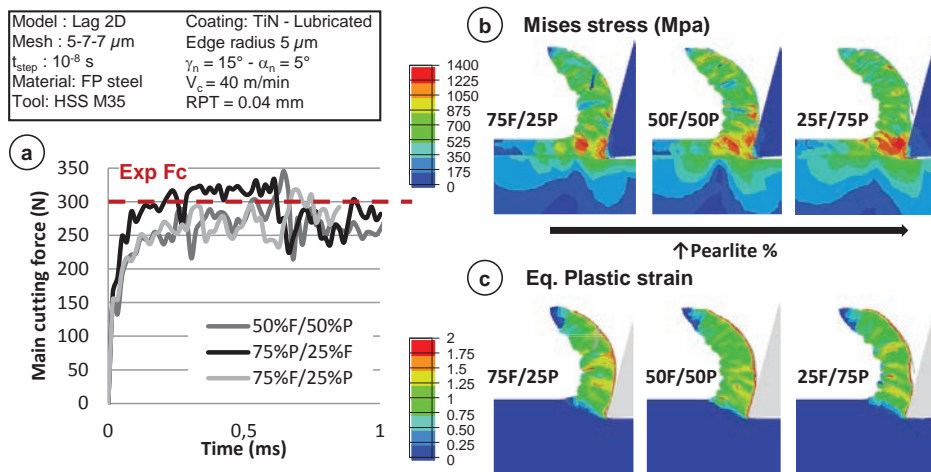 Model : Lag 2D
Mesh : 5-7-7 µm
t_step : 10⁻⁸ s
Material: FP steel
Tool: HSS M35
Coating: TiN - Lubricated
Edge radius 5 µm
γn = 15° - αn = 5°
Vc = 40 m/min
RPT = 0.04 mm
a
Exp Fc
Main cutting force (N)
350
300
250
200
150
100
50
0
0
0,5
1
Time (ms)
50%F/50%P
75%P/25%F
75%F/25%P
b
Mises stress (Mpa)
1400
1225
1050
875
700
525
350
175
0
75F/25P
50F/50P
25F/75P
↑Pearlite %
c
Eq. Plastic strain
2
1.75
1.5
1.25
1
0.75
0.5
0.25
0
75F/25P
50F/50P
25F/75P